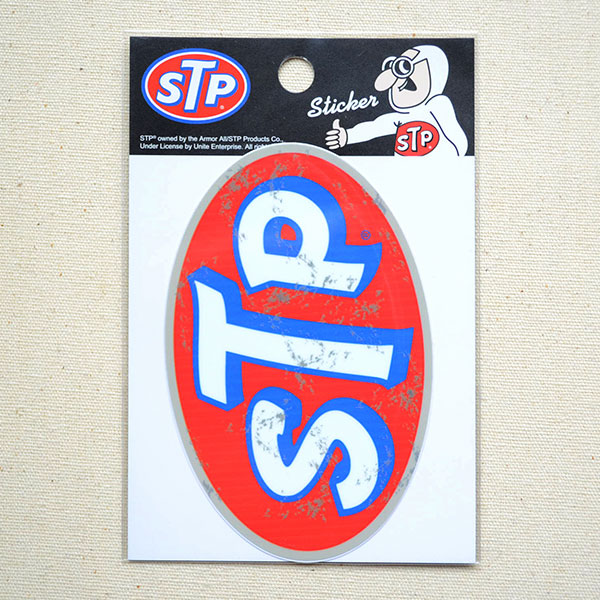 STP
Sticker
STP
STP® owned by the Armor All/STP Products Co.
Under License by Unite Enterprise. All rights
STP®